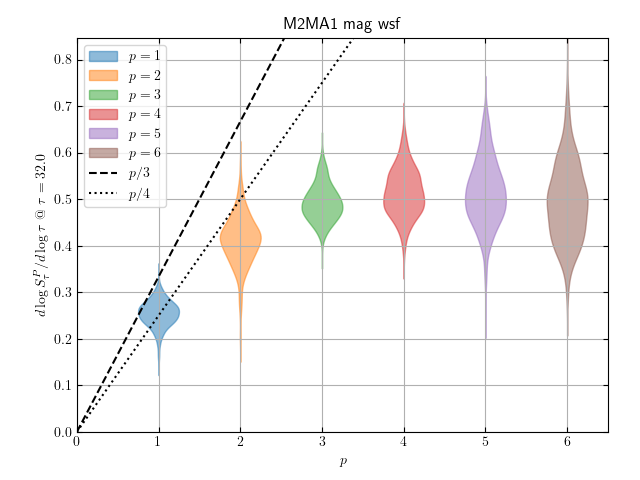 M2MA1 mag wsf
d log S_τ^P / d log τ @ τ = 32.0
0.8
0.7
0.6
0.5
0.4
0.3
0.2
0.1
0.0
p = 1
p = 2
p = 3
p = 4
p = 5
p = 6
p/3
p/4
0 1 2 3 4 5 6
p